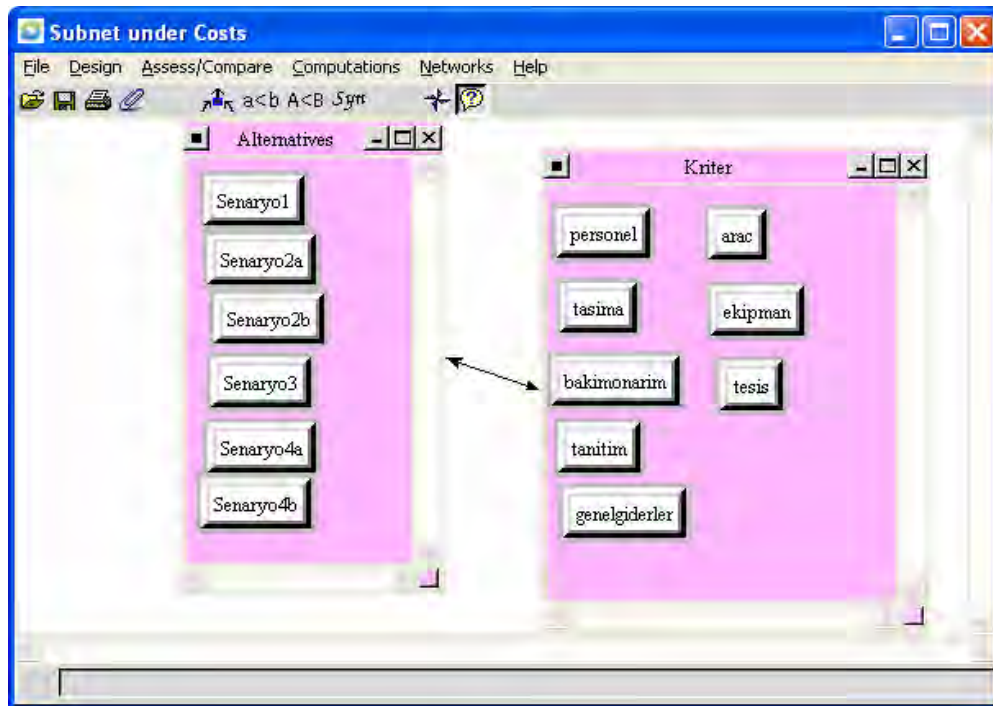 Subnet under Costs
File Design Assess/Compare Computations Networks Help
a<b A<B Syn
Alternatives
Senaryo1
Senaryo2a
Senaryo2b
Senaryo3
Senaryo4a
Senaryo4b
Kriter
personel
arac
tasima
ekipman
bakimonarim
tesis
tanitim
genelgiderler